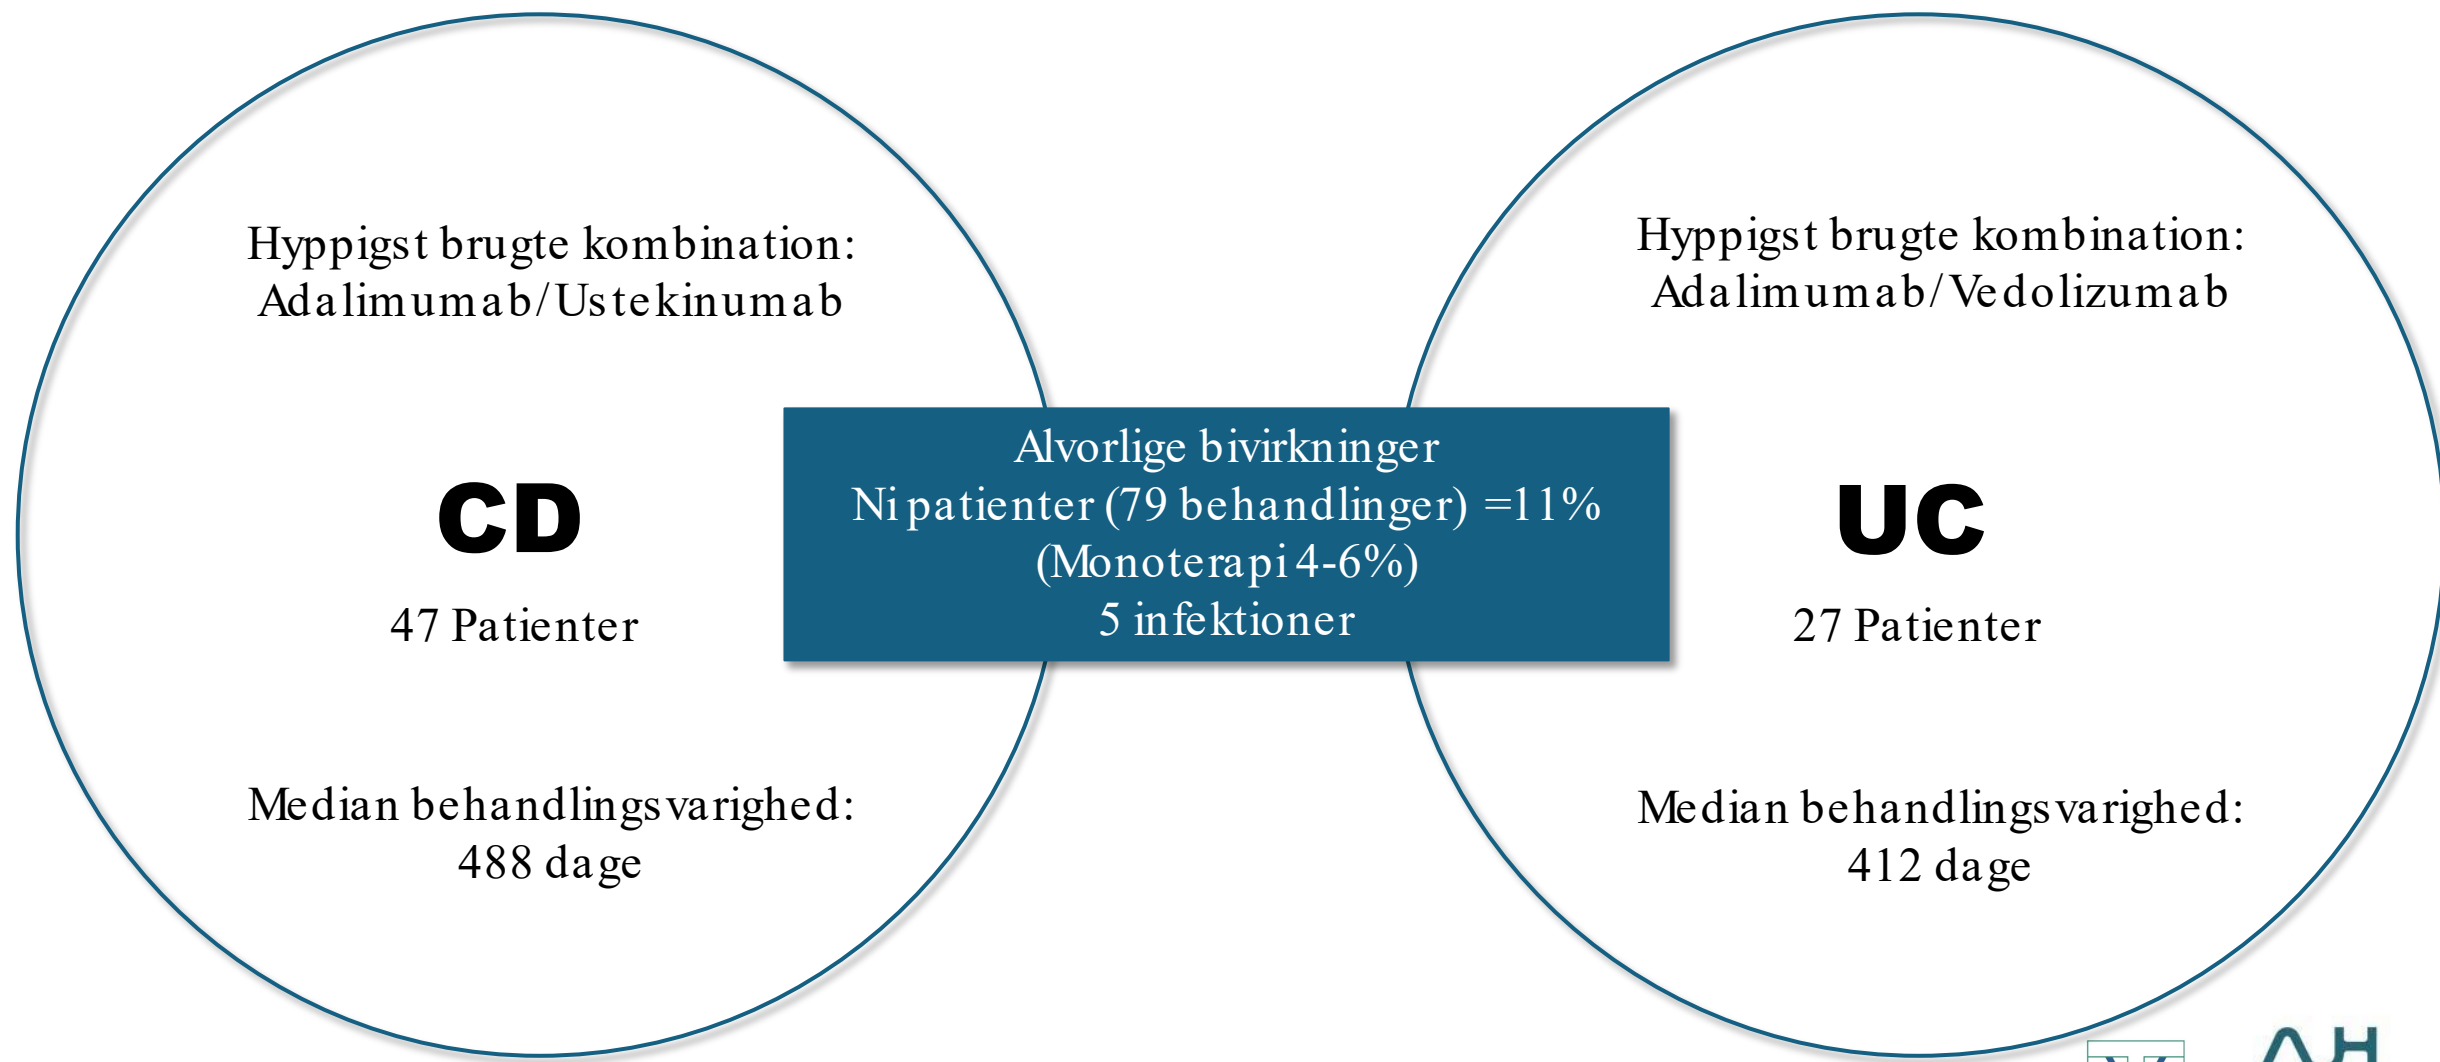 Hyppigst brugte kombination:
Adalimumab/Ustekinumab
CD
47 Patienter
Median behandlingsvarighed:
488 dage
Alvorlige bivirkninger
Ni patienter (79 behandlinger) =11%
(Monoterapi 4-6%)
5 infektioner
Hyppigst brugte kombination:
Adalimumab/Vedolizumab
UC
27 Patienter
Median behandlingsvarighed:
412 dage